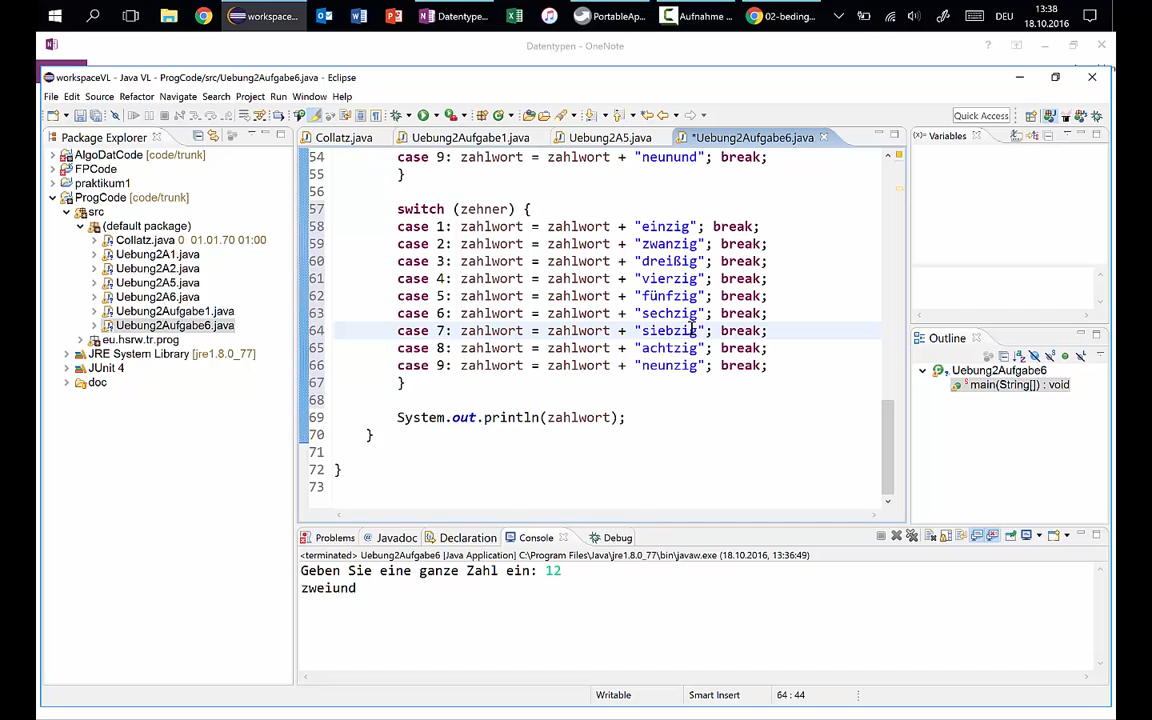 workspace...
Datentype...
PortableAp...
Aufnahme ...
02-beding...
DEU
13:38
18.10.2016
Datentypen - OneNote
workspaceVL - Java VL - ProgCode/src/Uebung2Aufgabe6.java - Eclipse
File Edit Source Refactor Navigate Search Project Run Window Help
Quick Access
Package Explorer
Collatz.java
Uebung2Aufgabe1.java
Uebung2A5.java
*Uebung2Aufgabe6.java
Variables
AlgoDatCode [code/trunk]
FPCode
praktikum1
ProgCode [code/trunk]
src
(default package)
Collatz.java 0 01.01.70 01:00
Uebung2A1.java
Uebung2A2.java
Uebung2A5.java
Uebung2A6.java
Uebung2Aufgabe1.java
Uebung2Aufgabe6.java
eu.hsrw.tr.prog
JRE System Library [jre1.8.0_77]
JUnit 4
doc
54 case 9: zahlwort = zahlwort + "neunund"; break;
55 }
56
57 switch (zehner) {
58 case 1: zahlwort = zahlwort + "einzig"; break;
59 case 2: zahlwort = zahlwort + "zwanzig"; break;
60 case 3: zahlwort = zahlwort + "dreißig"; break;
61 case 4: zahlwort = zahlwort + "vierzig"; break;
62 case 5: zahlwort = zahlwort + "fünfzig"; break;
63 case 6: zahlwort = zahlwort + "sechzig"; break;
64 case 7: zahlwort = zahlwort + "siebzig"; break;
65 case 8: zahlwort = zahlwort + "achtzig"; break;
66 case 9: zahlwort = zahlwort + "neunzig"; break;
67 }
68
69 System.out.println(zahlwort);
70 }
71
72 }
73
Outline
Uebung2Aufgabe6
main(String[]) : void
Problems
Javadoc
Declaration
Console
Debug
<terminated> Uebung2Aufgabe6 [Java Application] C:\Program Files\Java\jre1.8.0_77\bin\javaw.exe (18.10.2016, 13:36:49)
Geben Sie eine ganze Zahl ein: 12
zweiund
Writable
Smart Insert
64 : 44